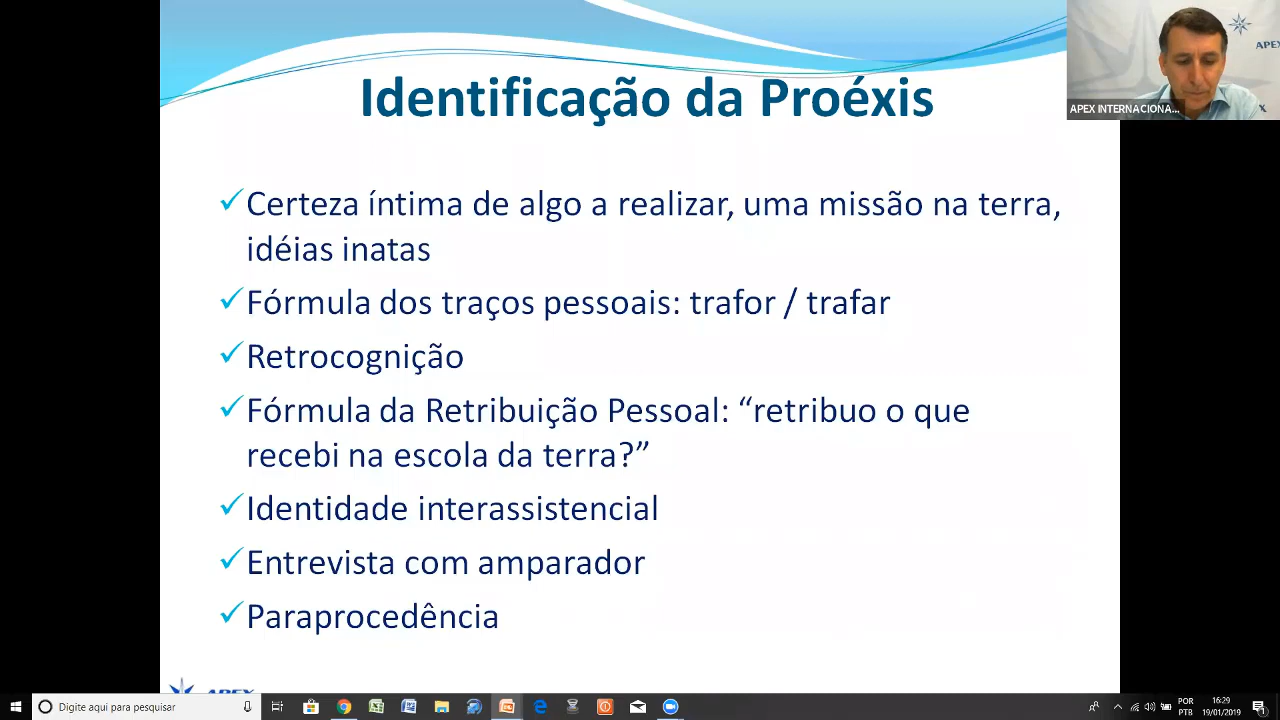 Identificação da Proéxis
APEX
APEX INTERNACIONA...
Certeza íntima de algo a realizar, uma missão na terra,
idéias inatas
Fórmula dos traços pessoais: trafor / trafar
Retrocognição
Fórmula da Retribuição Pessoal: “retribuo o que
recebi na escola da terra?”
Identidade interassistencial
Entrevista com amparador
Paraprocedência
APEX
Digite aqui para pesquisar
POR
PTB
16:29
19/01/2019